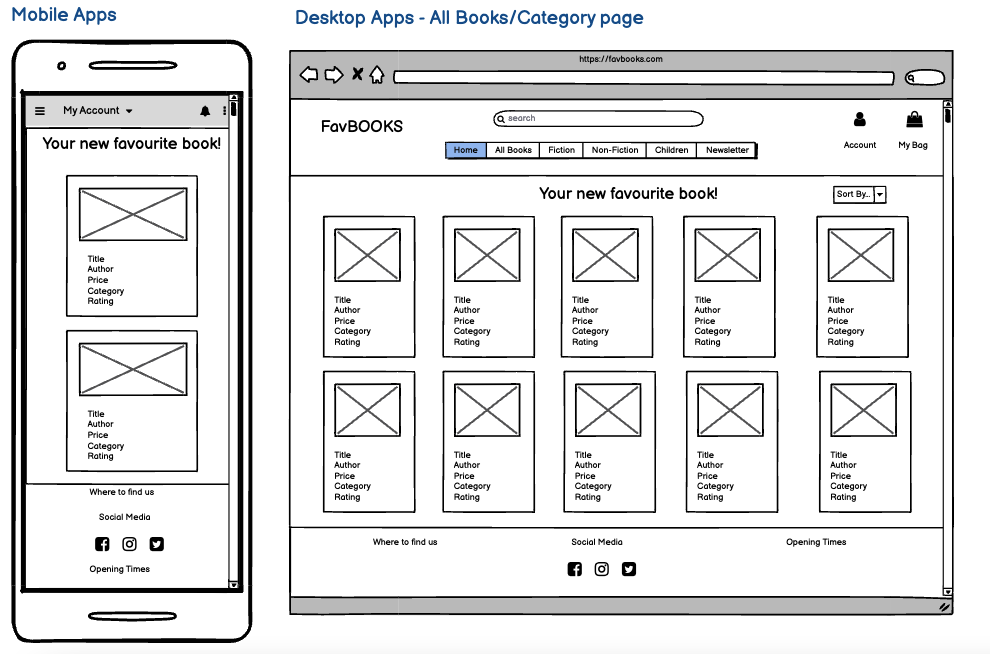 Mobile Apps
My Account
Your new favourite book!
Title
Author
Price
Category
Rating
Title
Author
Price
Category
Rating
Where to find us
Social Media
Opening Times
Desktop Apps - All Books/Category page
https://favbooks.com
FavBOOKS
search
Account
My Bag
Home
All Books
Fiction
Non-Fiction
Children
Newsletter
Your new favourite book!
Sort By..
Title
Author
Price
Category
Rating
Title
Author
Price
Category
Rating
Title
Author
Price
Category
Rating
Title
Author
Price
Category
Rating
Title
Author
Price
Category
Rating
Title
Author
Price
Category
Rating
Title
Author
Price
Category
Rating
Title
Author
Price
Category
Rating
Title
Author
Price
Category
Rating
Title
Author
Price
Category
Rating
Where to find us
Social Media
Opening Times